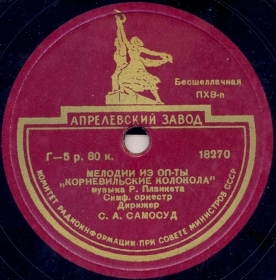 Бесшеллачная
ПХВ-п
АПРЕЛЕВСКИЙ ЗАВОД
Г-5 р. 80 к.
18270
МЕЛОДИИ ИЗ ОП-ТЫ
„КОРНЕВИЛЬСКИЕ КОЛОКОЛА"
музыка Р. Планкета
Симф. оркестр
Дирижер
С. А. САМОСУД
КОМИТЕТ РАДИОИНФОРМАЦИИ-ПРИ СОВЕТЕ МИНИСТРОВ СССР